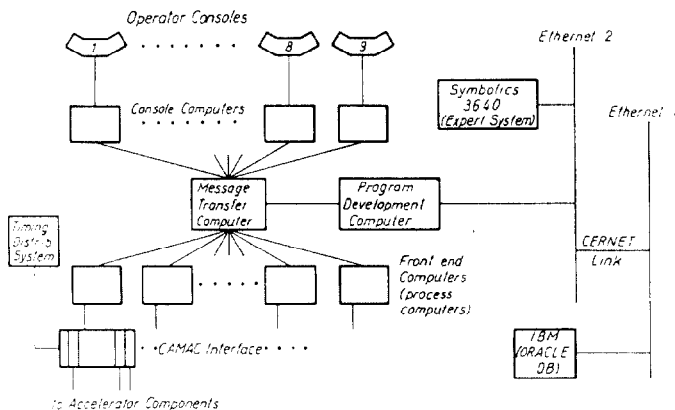 Operator Consoles
1
8
9
Ethernet 2
Console Computers
Symbolics
3640
(Expert System)
Ethernet
Message
Transfer
Computer
Program
Development
Computer
Timing
Distrib
System
Front end
Computers
(process
computers)
CERNET
Link
CAMAC Interface
IBM
(ORACLE
DB)
to Accelerator Components